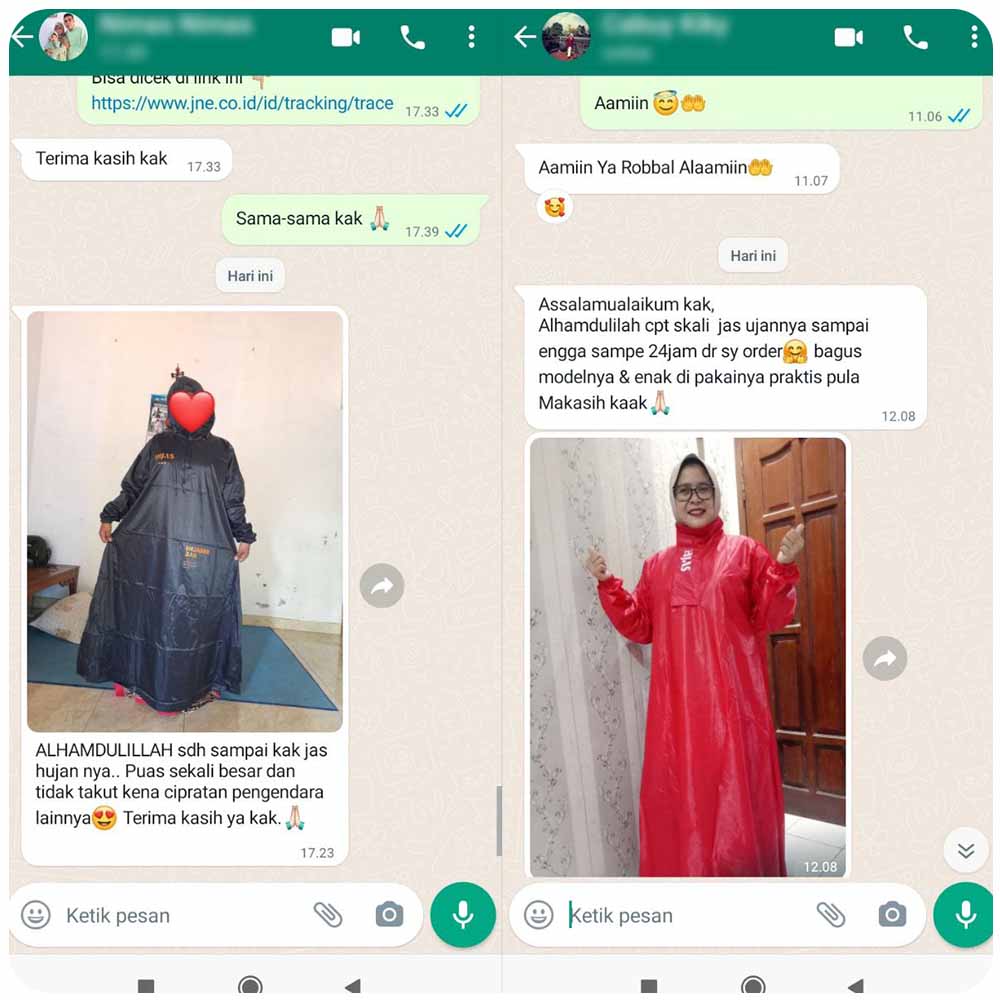 Bisa dicek di link ini 👇🏻
https://www.jne.co.id/id/tracking/trace 17.33
Terima kasih kak 17.33
Sama-sama kak 🙏🏻 17.39
Hari ini
ALHAMDULILLAH sdh sampai kak jas
hujan nya.. Puas sekali besar dan
tidak takut kena cipratan pengendara
lainnya😍 Terima kasih ya kak.🙏🏻
17.23
Ketik pesan
Aamiin 😇🤲 11.06
Aamiin Ya Robbal Alaamiin🤲 11.07
🥰
Hari ini
Assalamualaikum kak,
Alhamdulilah cpt skali jas ujannya sampai
engga sampe 24jam dr sy order🤗 bagus
modelnya & enak di pakainya praktis pula
Makasih kaak🙏🏻
12.08
12.08
Ketik pesan